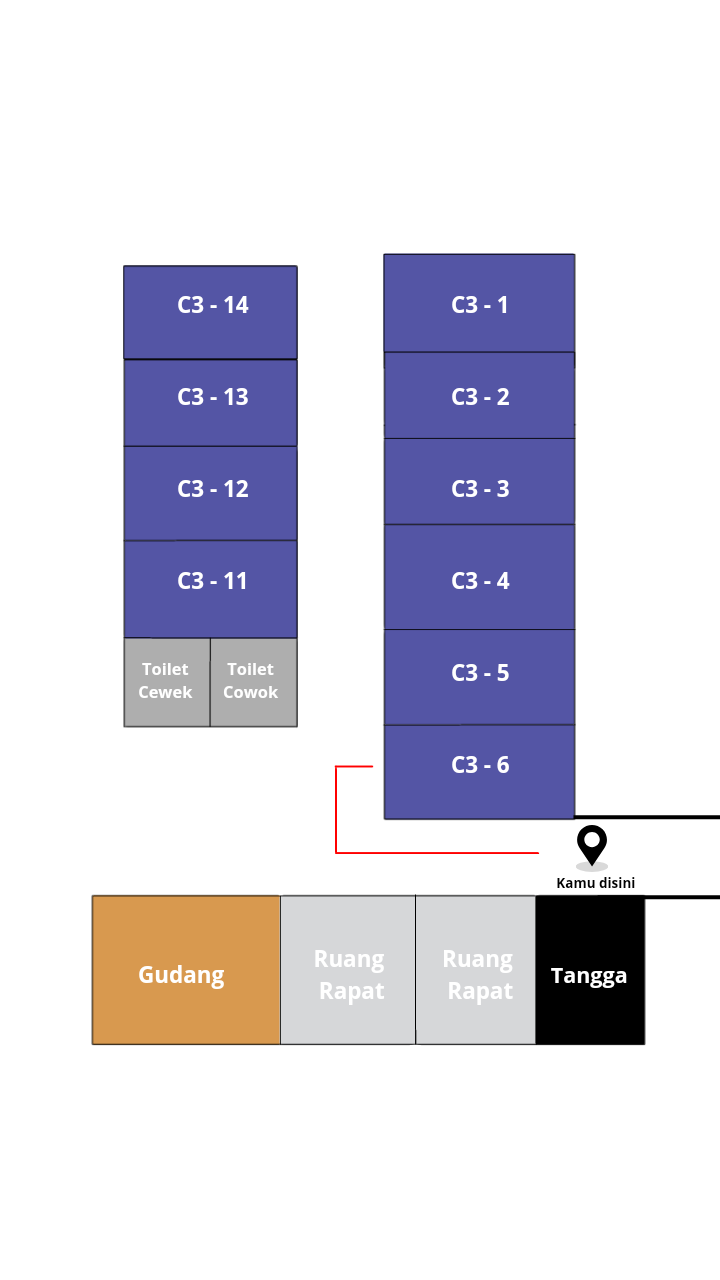 C3 - 14
C3 - 13
C3 - 12
C3 - 11
Toilet
Cewek
Toilet
Cowok
C3 - 1
C3 - 2
C3 - 3
C3 - 4
C3 - 5
C3 - 6
Kamu disini
Gudang
Ruang
Rapat
Ruang
Rapat
Tangga